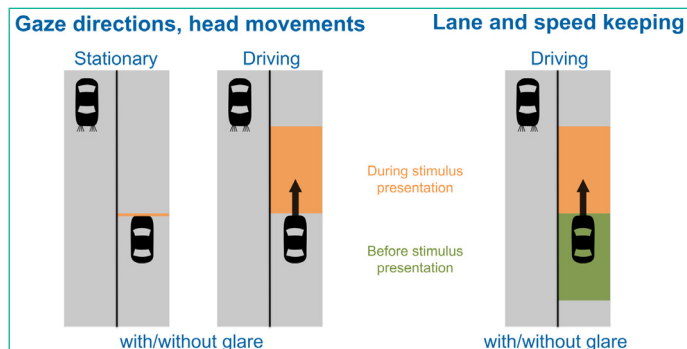 Gaze directions, head movements
Lane and speed keeping
Stationary
Driving
Driving
During stimulus
presentation
Before stimulus
presentation
with/without glare
with/without glare